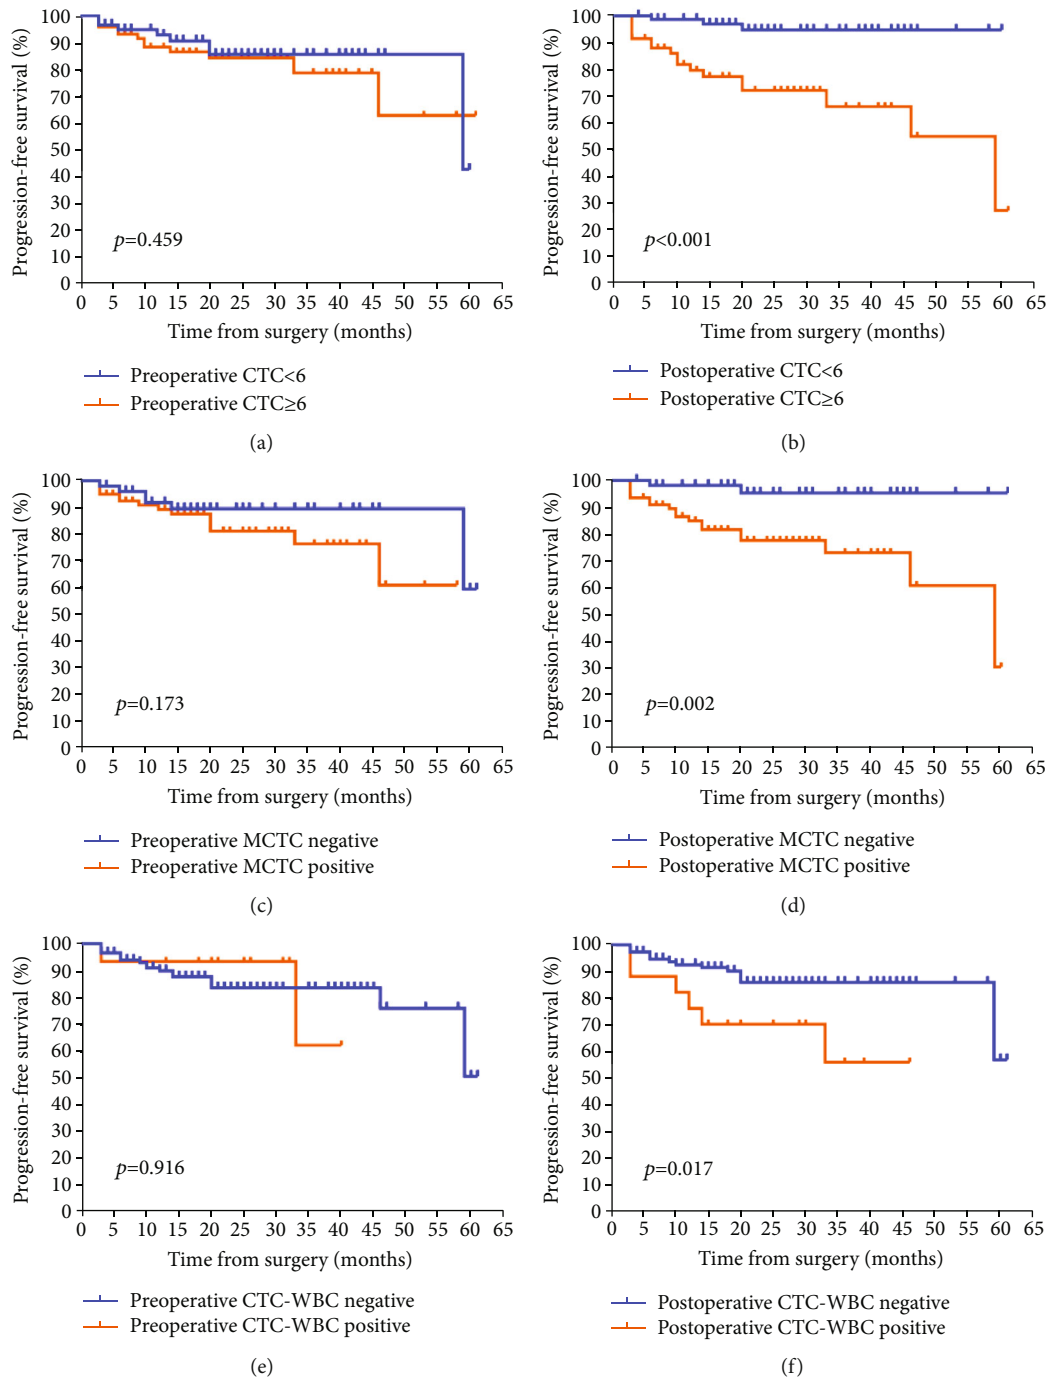 Progression-free survival (%)
100
90
80
70
60
50
40
30
20
10
0
p=0.459
0 5 10 15 20 25 30 35 40 45 50 55 60 65
Time from surgery (months)
Preoperative CTC<6
Preoperative CTC≥6
(a)
Progression-free survival (%)
100
90
80
70
60
50
40
30
20
10
0
p<0.001
0 5 10 15 20 25 30 35 40 45 50 55 60 65
Time from surgery (months)
Postoperative CTC<6
Postoperative CTC≥6
(b)
Progression-free survival (%)
100
90
80
70
60
50
40
30
20
10
0
p=0.173
0 5 10 15 20 25 30 35 40 45 50 55 60 65
Time from surgery (months)
Preoperative MCTC negative
Preoperative MCTC positive
(c)
Progression-free survival (%)
100
90
80
70
60
50
40
30
20
10
0
p=0.002
0 5 10 15 20 25 30 35 40 45 50 55 60 65
Time from surgery (months)
Postoperative MCTC negative
Postoperative MCTC positive
(d)
Progression-free survival (%)
100
90
80
70
60
50
40
30
20
10
0
p=0.916
0 5 10 15 20 25 30 35 40 45 50 55 60 65
Time from surgery (months)
Preoperative CTC-WBC negative
Preoperative CTC-WBC positive
(e)
Progression-free survival (%)
100
90
80
70
60
50
40
30
20
10
0
p=0.017
0 5 10 15 20 25 30 35 40 45 50 55 60 65
Time from surgery (months)
Postoperative CTC-WBC negative
Postoperative CTC-WBC positive
(f)